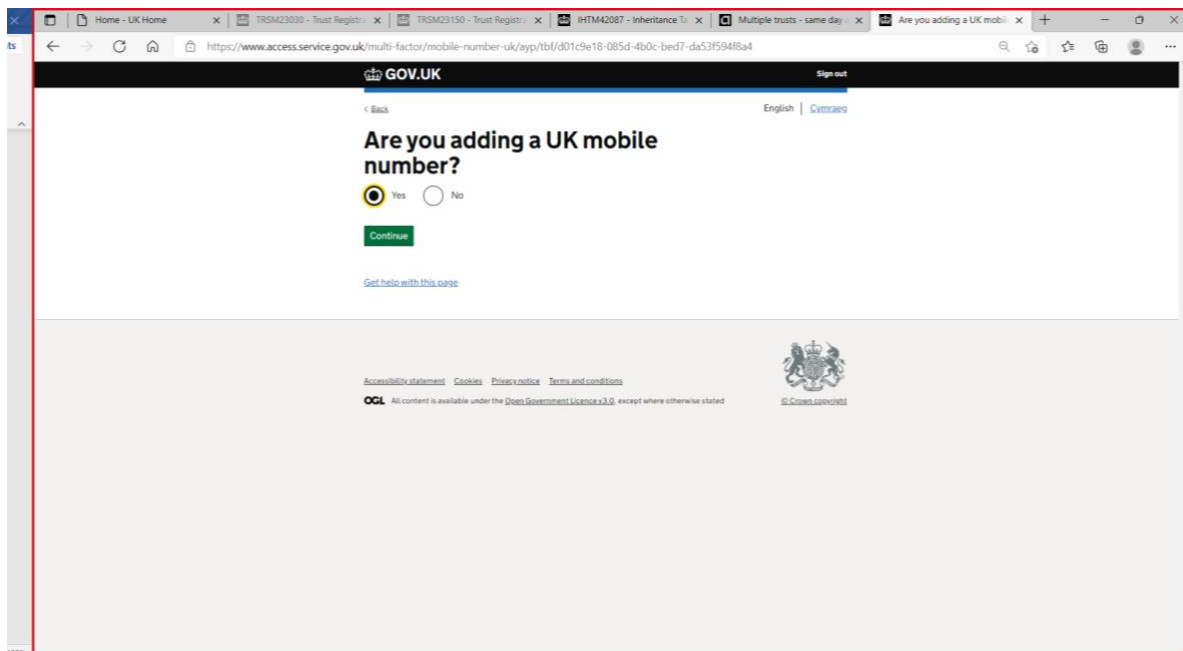 ts
Home - UK Home
TRSM23030 - Trust Registr
TRSM23150 - Trust Registr
IHTM42087 - Inheritance Ta
Multiple trusts - same day a
Are you adding a UK mobil
https://www.access.service.gov.uk/multi-factor/mobile-number-uk/ayp/tbf/d01c9e18-085d-4b0c-bed7-da53f594f8a4
GOV.UK
Sign out
< Back
English | Cymraeg
Are you adding a UK mobile
number?
Yes No
Continue
Get help with this page
Accessibility statement Cookies Privacy notice Terms and conditions
OGL All content is available under the Open Government Licence v3.0, except where otherwise stated
© Crown copyright